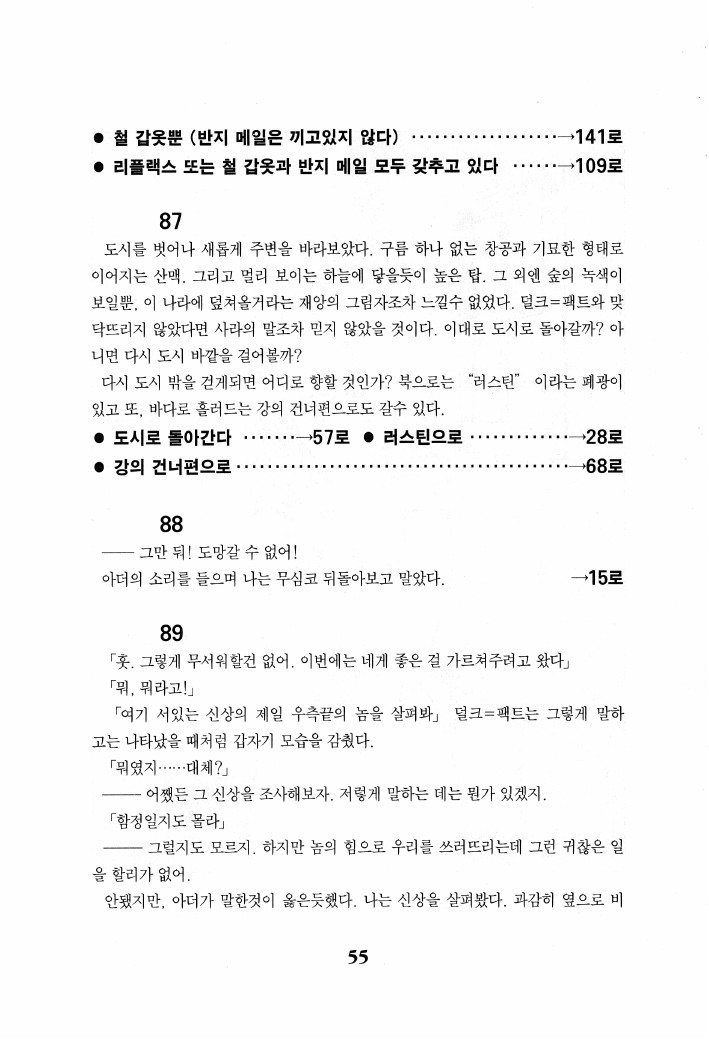 ● 철 갑옷뿐 (반지 메일은 끼고있지 않다) ···················→141로
● 리플랙스 또는 철 갑옷과 반지 메일 모두 갖추고 있다 ······→109로
87
도시를 벗어나 새롭게 주변을 바라보았다. 구름 하나 없는 창공과 기묘한 형태로
이어지는 산맥. 그리고 멀리 보이는 하늘에 닿을듯이 높은 탑. 그 외엔 숲의 녹색이
보일뿐, 이 나라에 덮쳐올거라는 재앙의 그림자조차 느낄수 없었다. 덜크=팩트와 맞
닥뜨리지 않았다면 사라의 말조차 믿지 않았을 것이다. 이대로 도시로 돌아갈까? 아
니면 다시 도시 바깥을 걸어볼까?
다시 도시 밖을 걷게되면 어디로 향할 것인가? 북으로는 “러스틴” 이라는 폐광이
있고 또, 바다로 흘러드는 강의 건너편으로도 갈수 있다.
● 도시로 돌아간다 ·······→57로 ● 러스틴으로 ·············→28로
● 강의 건너편으로 ···········································→68로
88
―― 그만 둬! 도망갈 수 없어!
아더의 소리를 들으며 나는 무심코 뒤돌아보고 말았다. →15로
89
「훗. 그렇게 무서워할건 없어. 이번에는 네게 좋은 걸 가르쳐주려고 왔다」
「뭐, 뭐라고!」
「여기 서있는 신상의 제일 우측끝의 놈을 살펴봐」 덜크=팩트는 그렇게 말하
고는 나타났을 때처럼 갑자기 모습을 감췄다.
「뭐였지······대체?」
―― 어쨌든 그 신상을 조사해보자. 저렇게 말하는 데는 뭔가 있겠지.
「함정일지도 몰라」
―― 그럴지도 모르지. 하지만 놈의 힘으로 우리를 쓰러뜨리는데 그런 귀찮은 일
을 할리가 없어.
안됐지만, 아더가 말한것이 옳은듯했다. 나는 신상을 살펴봤다. 과감히 옆으로 비
55